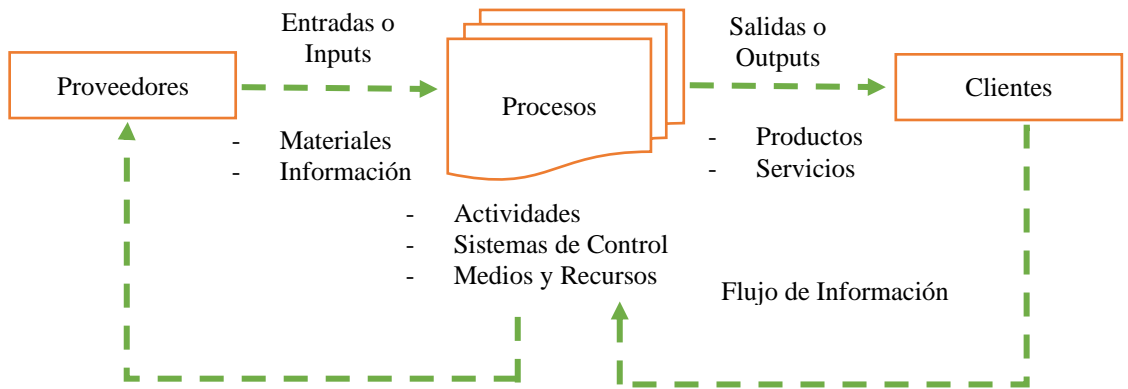 Entradas o
Inputs
Salidas o
Outputs
Proveedores
Procesos
Clientes
- Materiales
- Información
- Productos
- Servicios
- Actividades
- Sistemas de Control
- Medios y Recursos
Flujo de Información